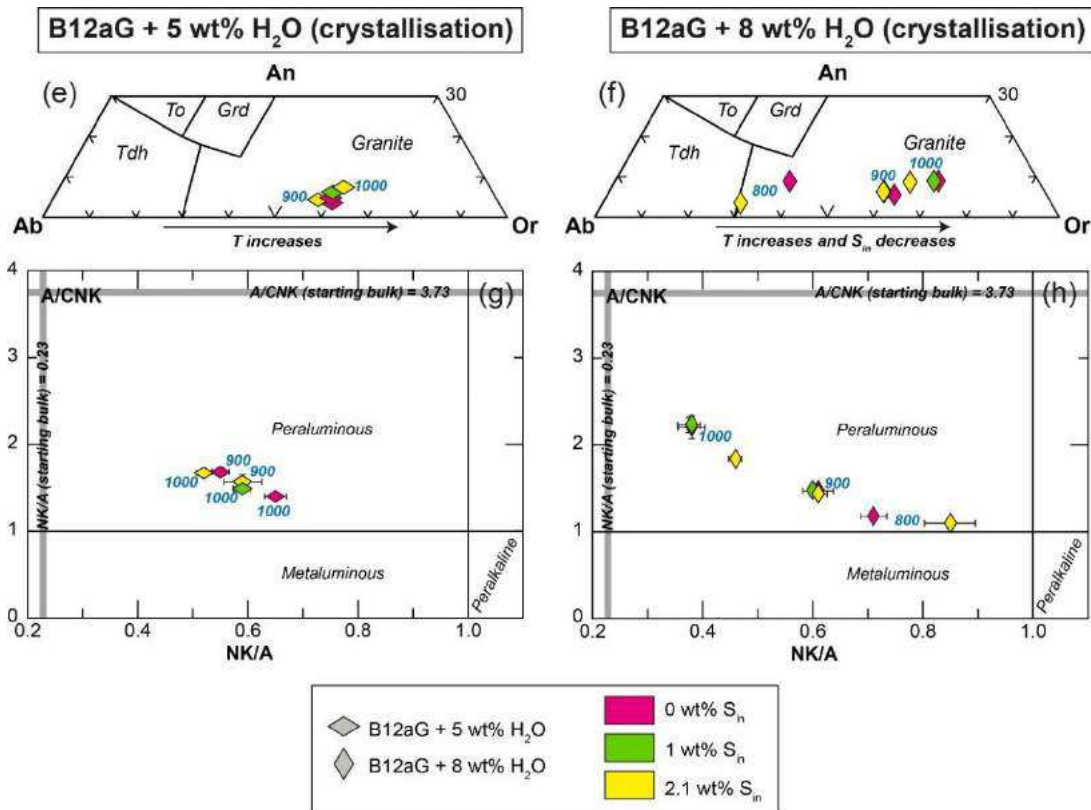 B12aG + 5 wt% H2O (crystallisation)
B12aG + 8 wt% H2O (crystallisation)
(e)
An
30
To
Grd
Tdh
Granite
900
1000
Ab
Or
T increases
(f)
An
30
To
Grd
Tdh
Granite
800
900
1000
Ab
Or
T increases and Sin decreases
4
A/CNK
A/CNK (starting bulk) = 3.73
(g)
NK/A (starting bulk) = 0.23
3
Peraluminous
2
900
900
1000
1000
1000
1
Metaluminous
Peralkaline
0
0.2
0.4
0.6
0.8
1.0
NK/A
4
A/CNK
A/CNK (starting bulk) = 3.73
(h)
NK/A (starting bulk) = 0.23
3
Peraluminous
2
1000
900
800
1
Metaluminous
Peralkaline
0
0.2
0.4
0.6
0.8
1.0
NK/A
B12aG + 5 wt% H2O
B12aG + 8 wt% H2O
0 wt% Sin
1 wt% Sin
2.1 wt% Sin